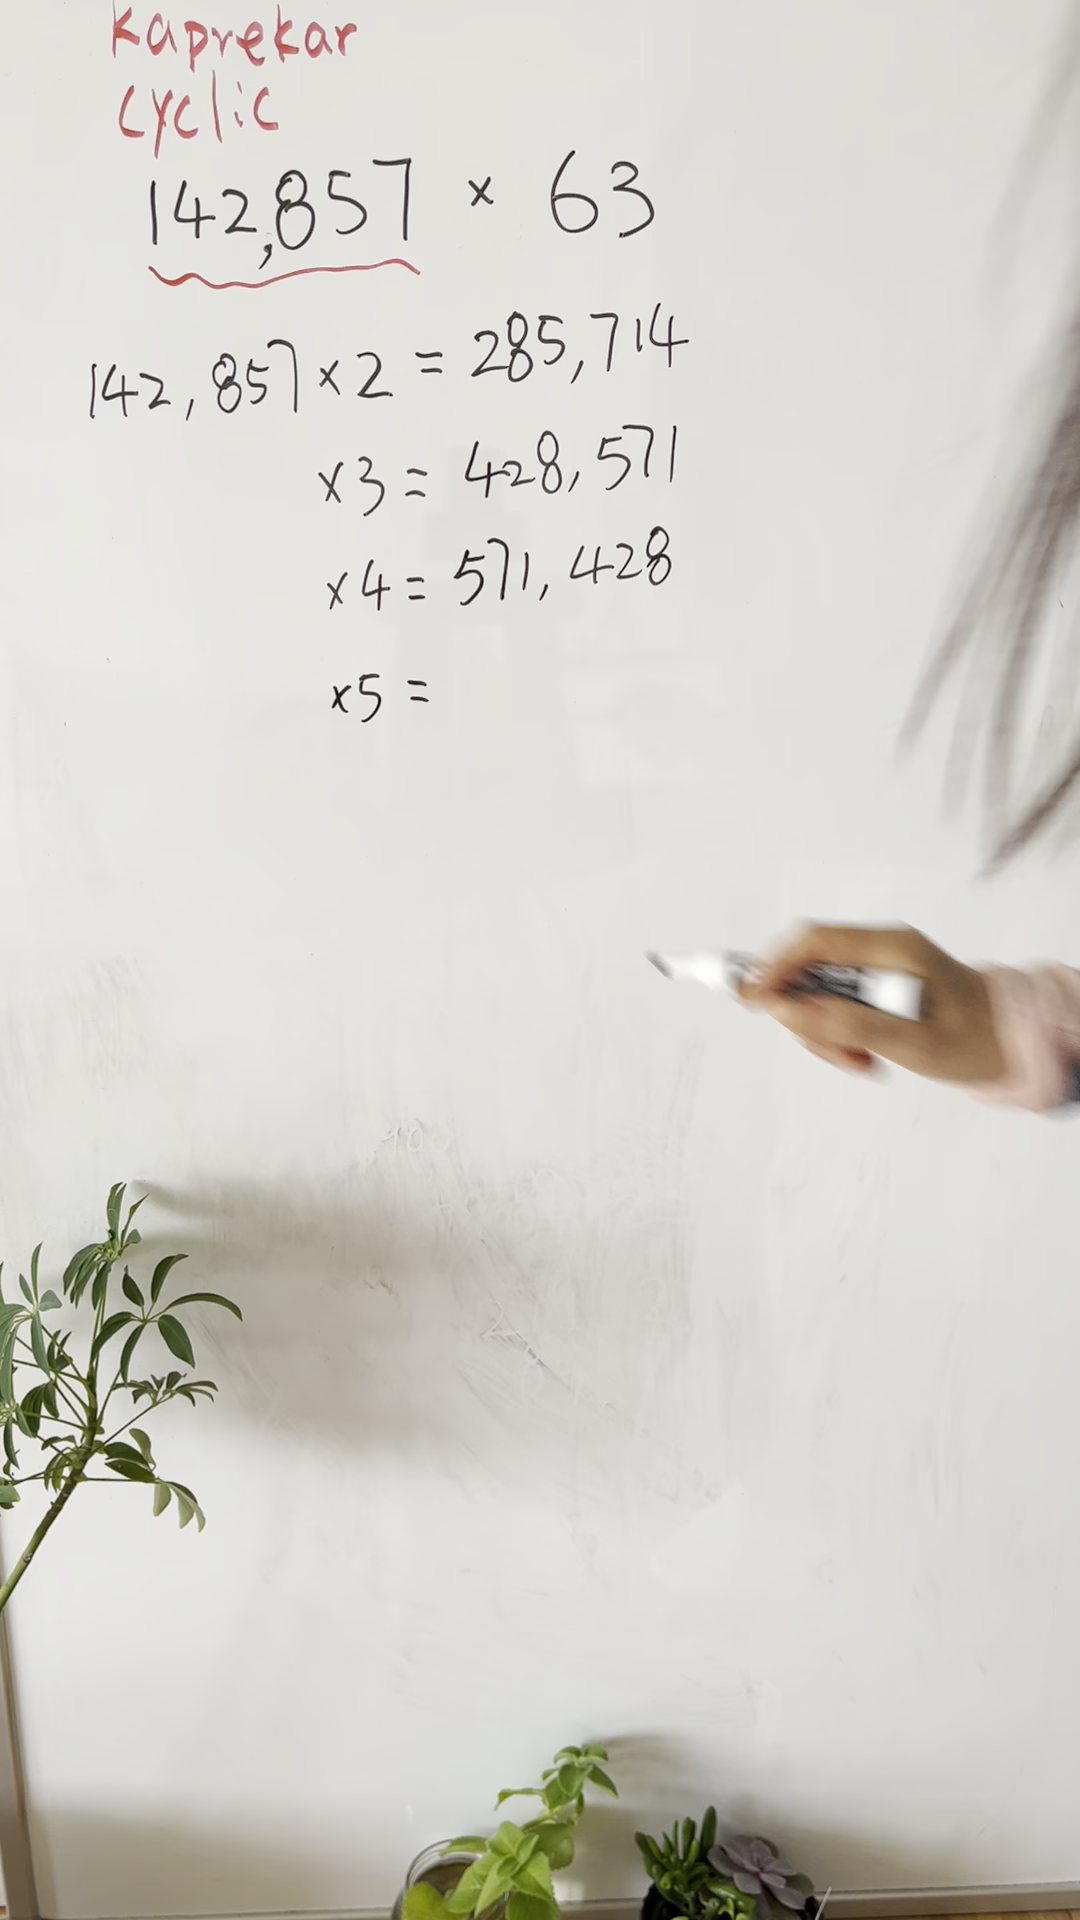 Kaprekar
cyclic
142,857 × 63
142,857 × 2 = 285,714
×3 = 428,571
×4 = 571,428
×5 =